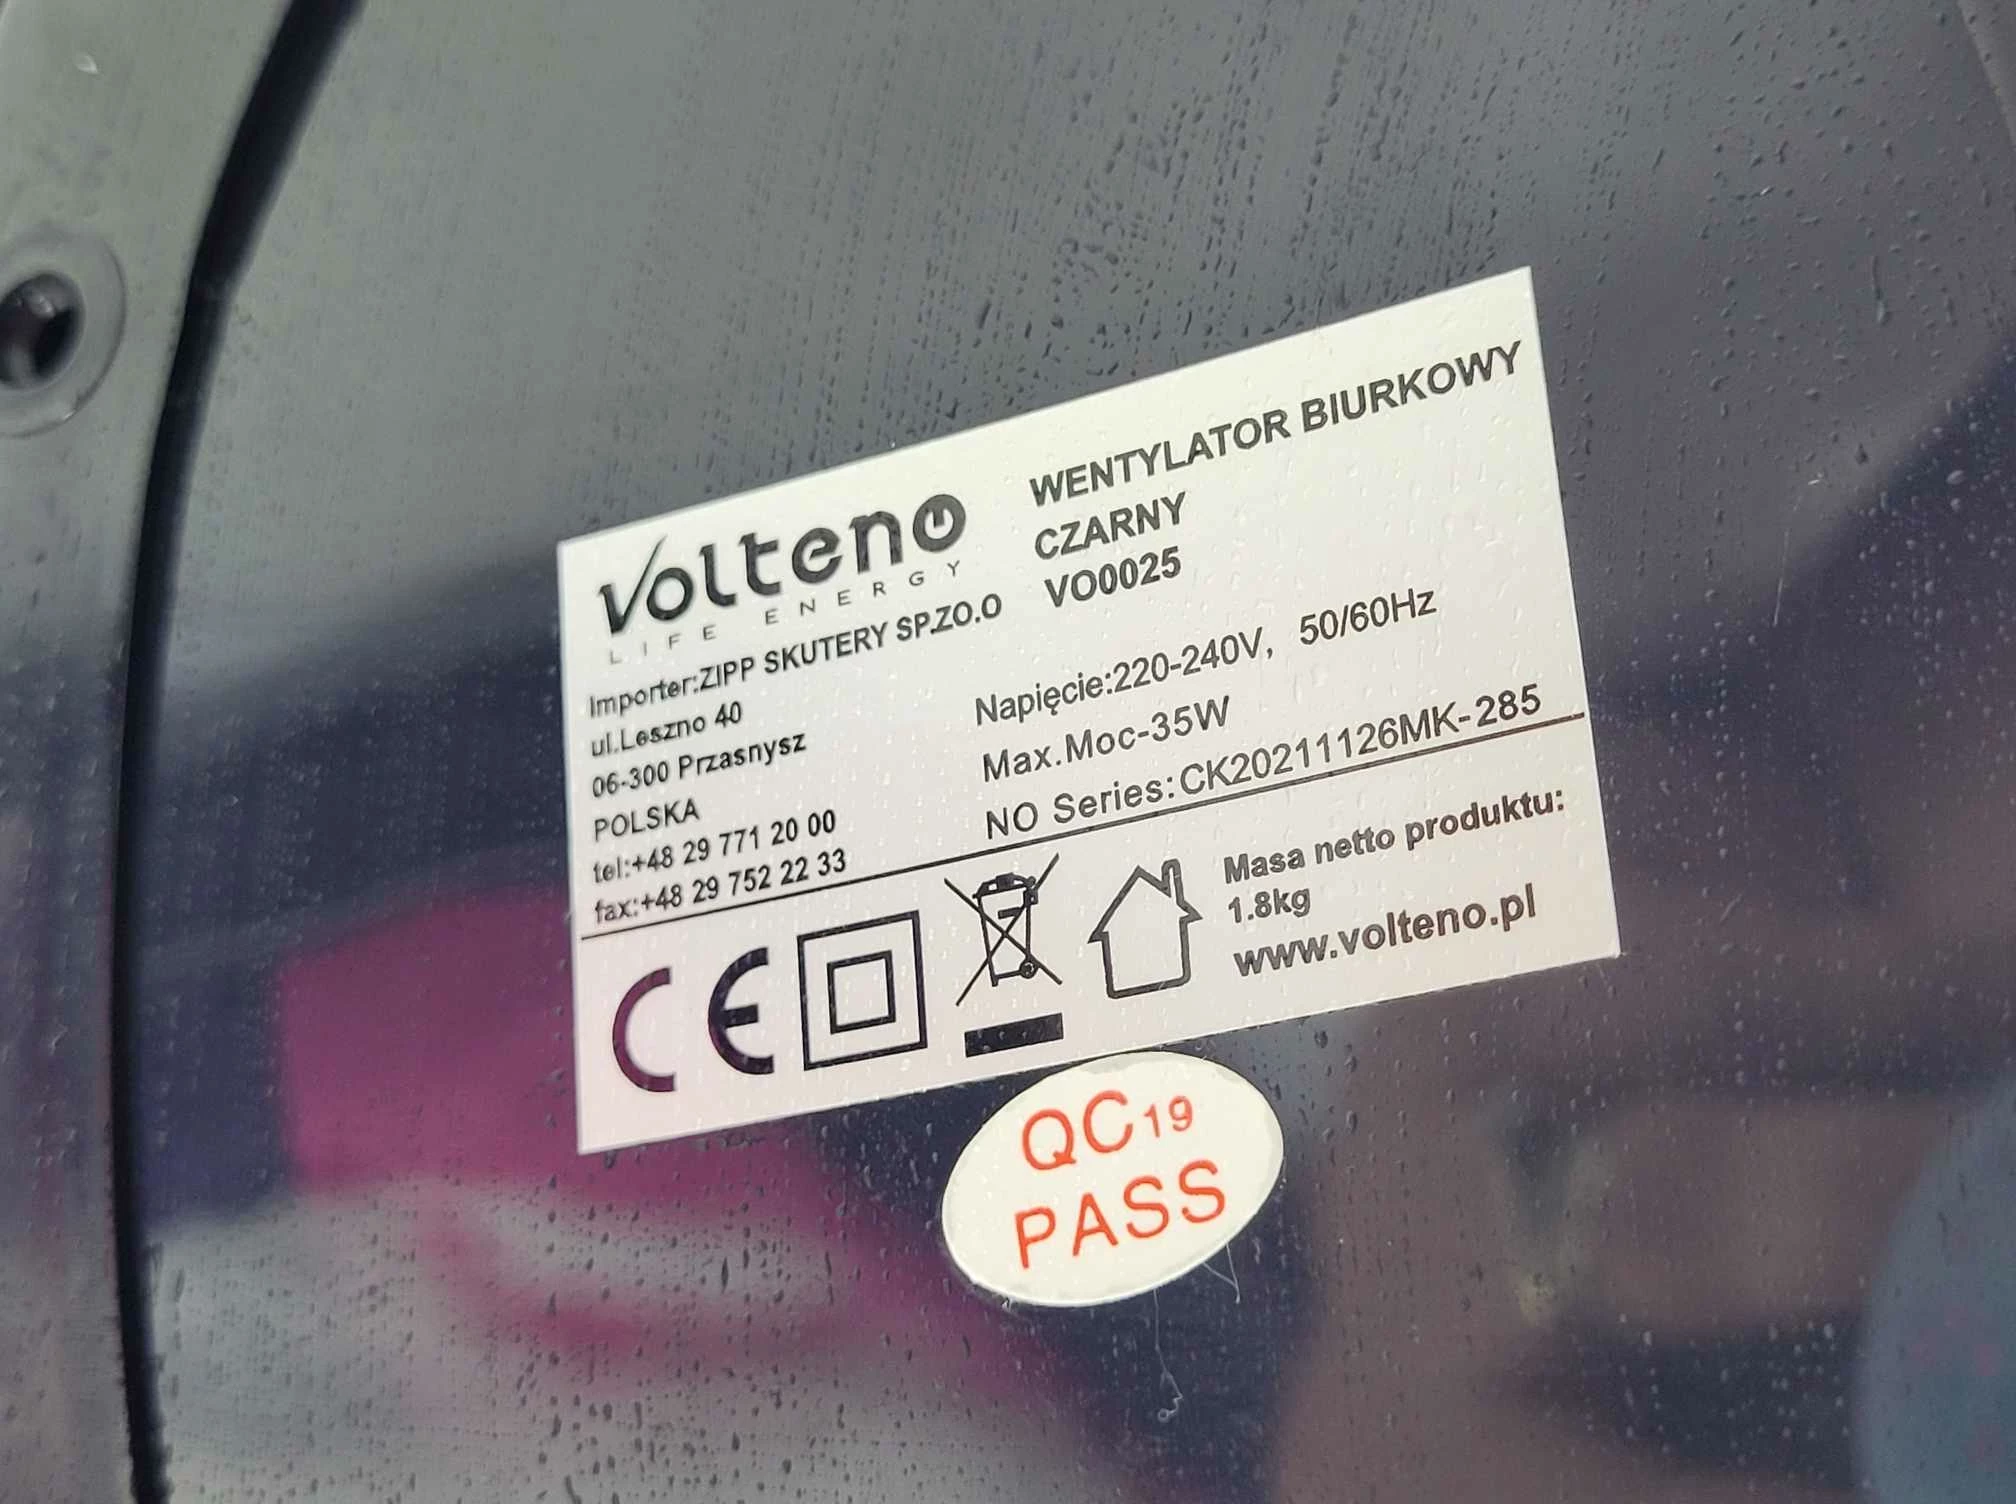 Volteno
LIFE ENERGY
Importer:ZIPP SKUTERY SP.ZO.O
ul.Leszno 40
06-300 Przasnysz
POLSKA
tel:+48 29 771 20 00
fax:+48 29 752 22 33
WENTYLATOR BIURKOWY
CZARNY
VO0025
Napięcie:220-240V, 50/60Hz
Max.Moc-35W
NO Series:CK20211126MK-285
CE
Masa netto produktu:
1.8kg
www.volteno.pl
QC19
PASS